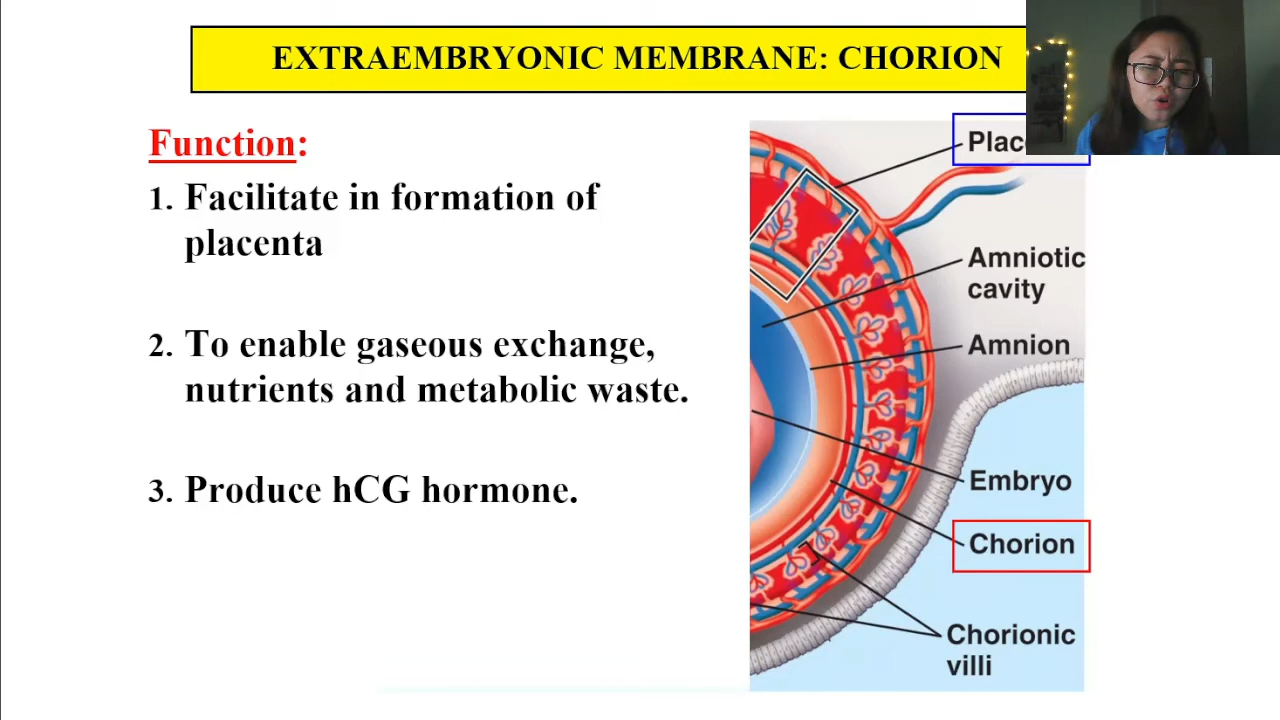 EXTRAEMBRYONIC MEMBRANE: CHORION
Function:
1. Facilitate in formation of
placenta
2. To enable gaseous exchange,
nutrients and metabolic waste.
3. Produce hCG hormone.
Amniotic
cavity
Amnion
Embryo
Chorion
Chorionic
villi